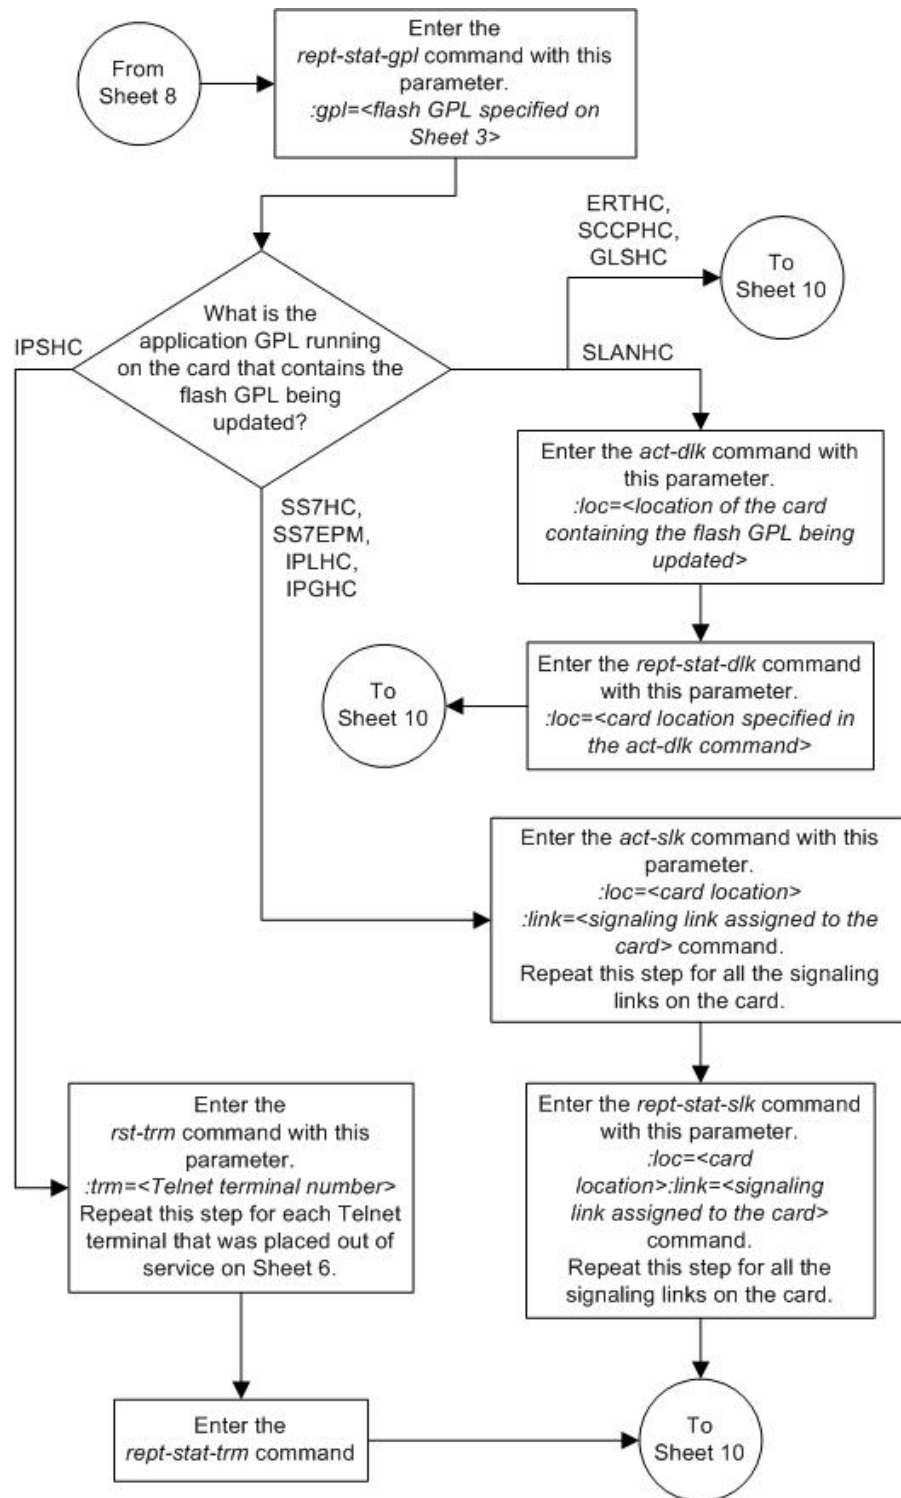 From
Sheet 8
Enter the
rept-stat-gpl command with this
parameter.
:gpl=<flash GPL specified on
Sheet 3>
ERTHC,
SCCPHC,
GLSHC
To
Sheet 10
What is the
application GPL running
on the card that contains the
flash GPL being
updated?
IPSHC
SLANHC
Enter the act-dlk command with
this parameter.
:loc=<location of the card
containing the flash GPL being
updated>
SS7HC,
SS7EPM,
IPLHC,
IPGHC
Enter the rept-stat-dlk command
with this parameter.
:loc=<card location specified in
the act-dlk command>
To
Sheet 10
Enter the act-slk command with this
parameter.
:loc=<card location>
:link=<signaling link assigned to the
card> command.
Repeat this step for all the signaling
links on the card.
Enter the
rst-trm command with this
parameter.
:trm=<Telnet terminal number>
Repeat this step for each Telnet
terminal that was placed out of
service on Sheet 6.
Enter the rept-stat-slk command
with this parameter.
:loc=<card
location>:link=<signaling
link assigned to the card>
command.
Repeat this step for all the
signaling links on the card.
Enter the
rept-stat-trm command
To
Sheet 10